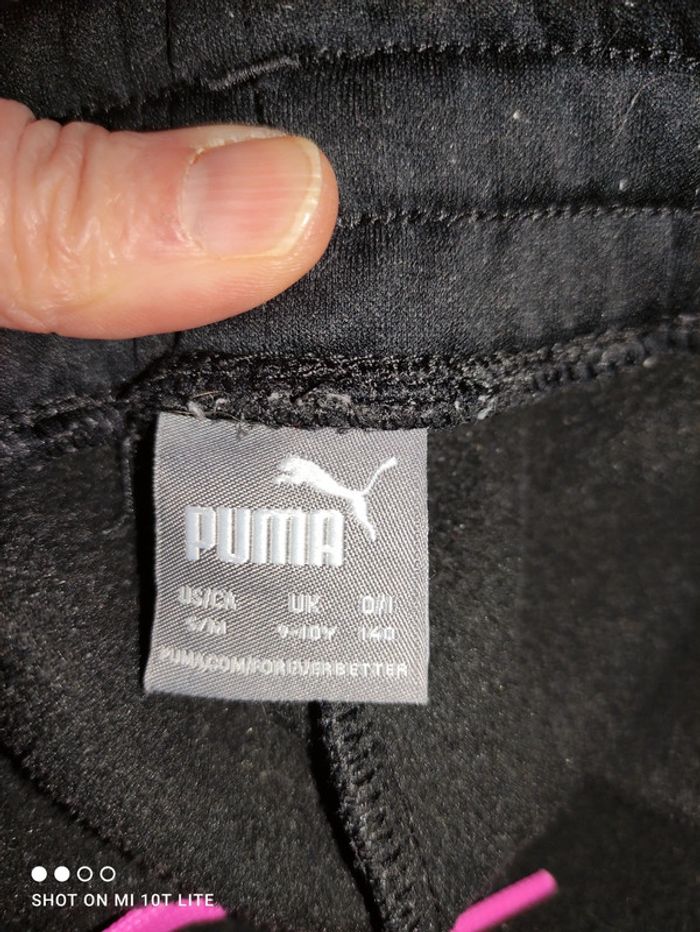 PUMA
US/CA UK D/I
S/M 9-10Y 140
PUMA.COM/FOREVERBETTER
SHOT ON MI 10T LITE